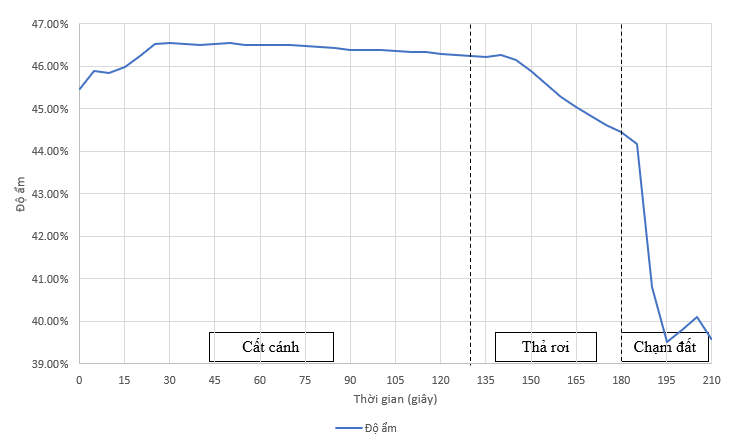 47.00%
46.00%
45.00%
44.00%
43.00%
42.00%
41.00%
40.00%
39.00%
Độ ẩm
Cất cánh Thả rơi Chạm đất
0 15 30 45 60 75 90 105 120 135 150 165 180 195 210
Thời gian (giây)
Độ ẩm